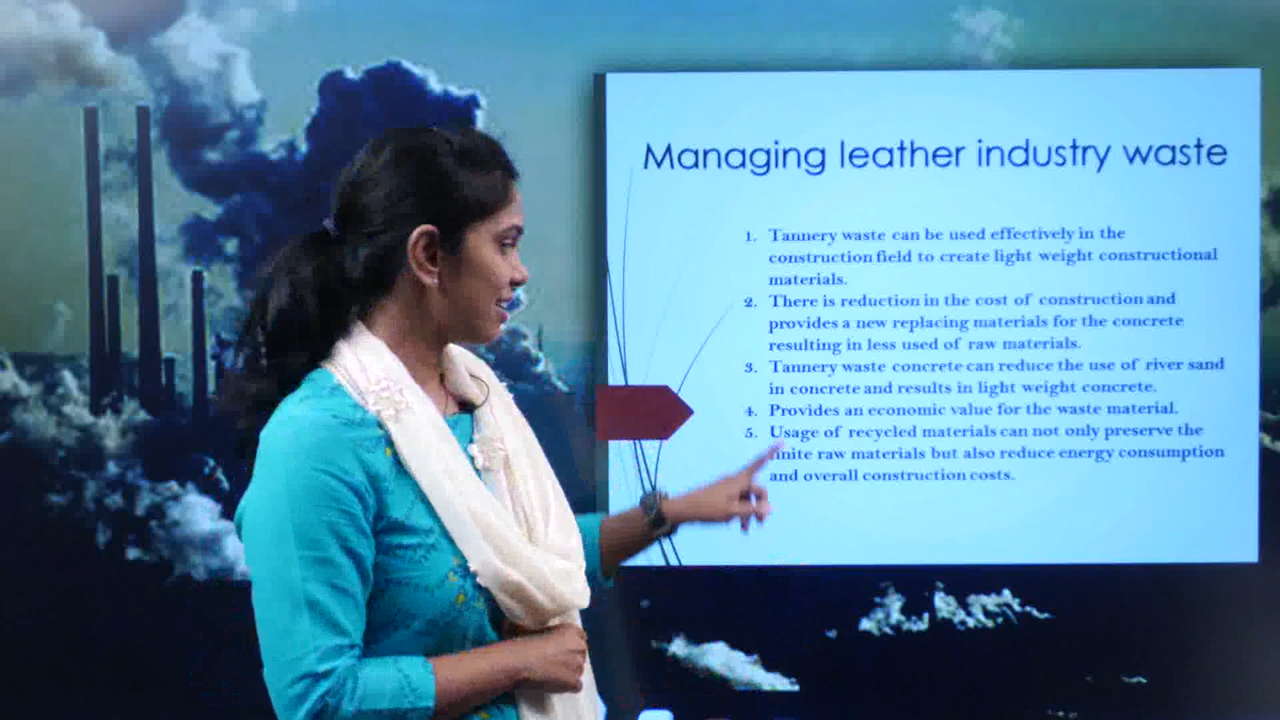 Managing leather industry waste
1. Tannery waste can be used effectively in the
construction field to create light weight constructional
materials.
2. There is reduction in the cost of construction and
provides a new replacing materials for the concrete
resulting in less used of raw materials.
3. Tannery waste concrete can reduce the use of river sand
in concrete and results in light weight concrete.
4. Provides an economic value for the waste material.
5. Usage of recycled materials can not only preserve the
finite raw materials but also reduce energy consumption
and overall construction costs.